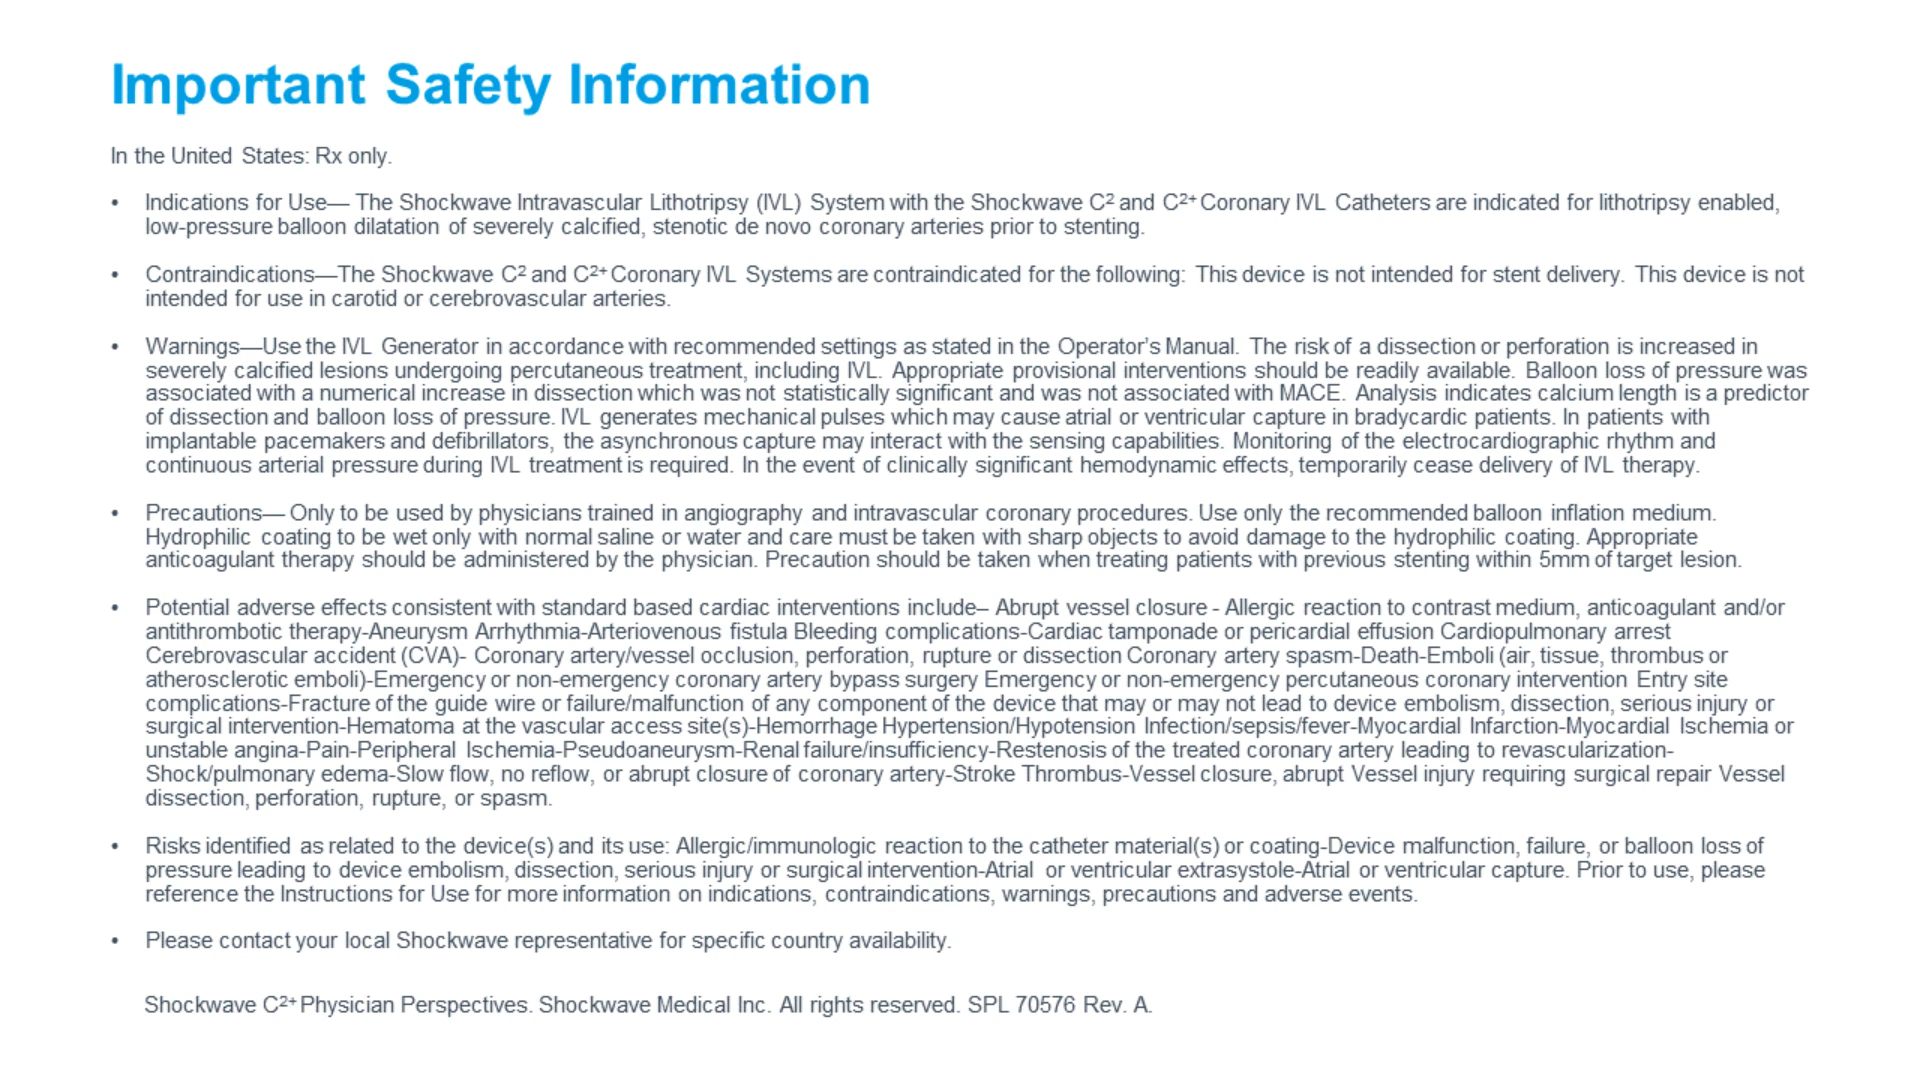 Important Safety Information
In the United States: Rx only.
• Indications for Use— The Shockwave Intravascular Lithotripsy (IVL) System with the Shockwave C² and C²⁺ Coronary IVL Catheters are indicated for lithotripsy enabled,
low-pressure balloon dilatation of severely calcified, stenotic de novo coronary arteries prior to stenting.
• Contraindications—The Shockwave C² and C²⁺ Coronary IVL Systems are contraindicated for the following: This device is not intended for stent delivery. This device is not
intended for use in carotid or cerebrovascular arteries.
• Warnings—Use the IVL Generator in accordance with recommended settings as stated in the Operator's Manual. The risk of a dissection or perforation is increased in
severely calcified lesions undergoing percutaneous treatment, including IVL. Appropriate provisional interventions should be readily available. Balloon loss of pressure was
associated with a numerical increase in dissection which was not statistically significant and was not associated with MACE. Analysis indicates calcium length is a predictor
of dissection and balloon loss of pressure. IVL generates mechanical pulses which may cause atrial or ventricular capture in bradycardic patients. In patients with
implantable pacemakers and defibrillators, the asynchronous capture may interact with the sensing capabilities. Monitoring of the electrocardiographic rhythm and
continuous arterial pressure during IVL treatment is required. In the event of clinically significant hemodynamic effects, temporarily cease delivery of IVL therapy.
• Precautions— Only to be used by physicians trained in angiography and intravascular coronary procedures. Use only the recommended balloon inflation medium.
Hydrophilic coating to be wet only with normal saline or water and care must be taken with sharp objects to avoid damage to the hydrophilic coating. Appropriate
anticoagulant therapy should be administered by the physician. Precaution should be taken when treating patients with previous stenting within 5mm of target lesion.
• Potential adverse effects consistent with standard based cardiac interventions include– Abrupt vessel closure - Allergic reaction to contrast medium, anticoagulant and/or
antithrombotic therapy-Aneurysm Arrhythmia-Arteriovenous fistula Bleeding complications-Cardiac tamponade or pericardial effusion Cardiopulmonary arrest
Cerebrovascular accident (CVA)- Coronary artery/vessel occlusion, perforation, rupture or dissection Coronary artery spasm-Death-Emboli (air, tissue, thrombus or
atherosclerotic emboli)-Emergency or non-emergency coronary artery bypass surgery Emergency or non-emergency percutaneous coronary intervention Entry site
complications-Fracture of the guide wire or failure/malfunction of any component of the device that may or may not lead to device embolism, dissection, serious injury or
surgical intervention-Hematoma at the vascular access site(s)-Hemorrhage Hypertension/Hypotension Infection/sepsis/fever-Myocardial Infarction-Myocardial Ischemia or
unstable angina-Pain-Peripheral Ischemia-Pseudoaneurysm-Renal failure/insufficiency-Restenosis of the treated coronary artery leading to revascularization-
Shock/pulmonary edema-Slow flow, no reflow, or abrupt closure of coronary artery-Stroke Thrombus-Vessel closure, abrupt Vessel injury requiring surgical repair Vessel
dissection, perforation, rupture, or spasm.
• Risks identified as related to the device(s) and its use: Allergic/immunologic reaction to the catheter material(s) or coating-Device malfunction, failure, or balloon loss of
pressure leading to device embolism, dissection, serious injury or surgical intervention-Atrial or ventricular extrasystole-Atrial or ventricular capture. Prior to use, please
reference the Instructions for Use for more information on indications, contraindications, warnings, precautions and adverse events.
• Please contact your local Shockwave representative for specific country availability.
Shockwave C²⁺ Physician Perspectives. Shockwave Medical Inc. All rights reserved. SPL 70576 Rev. A.